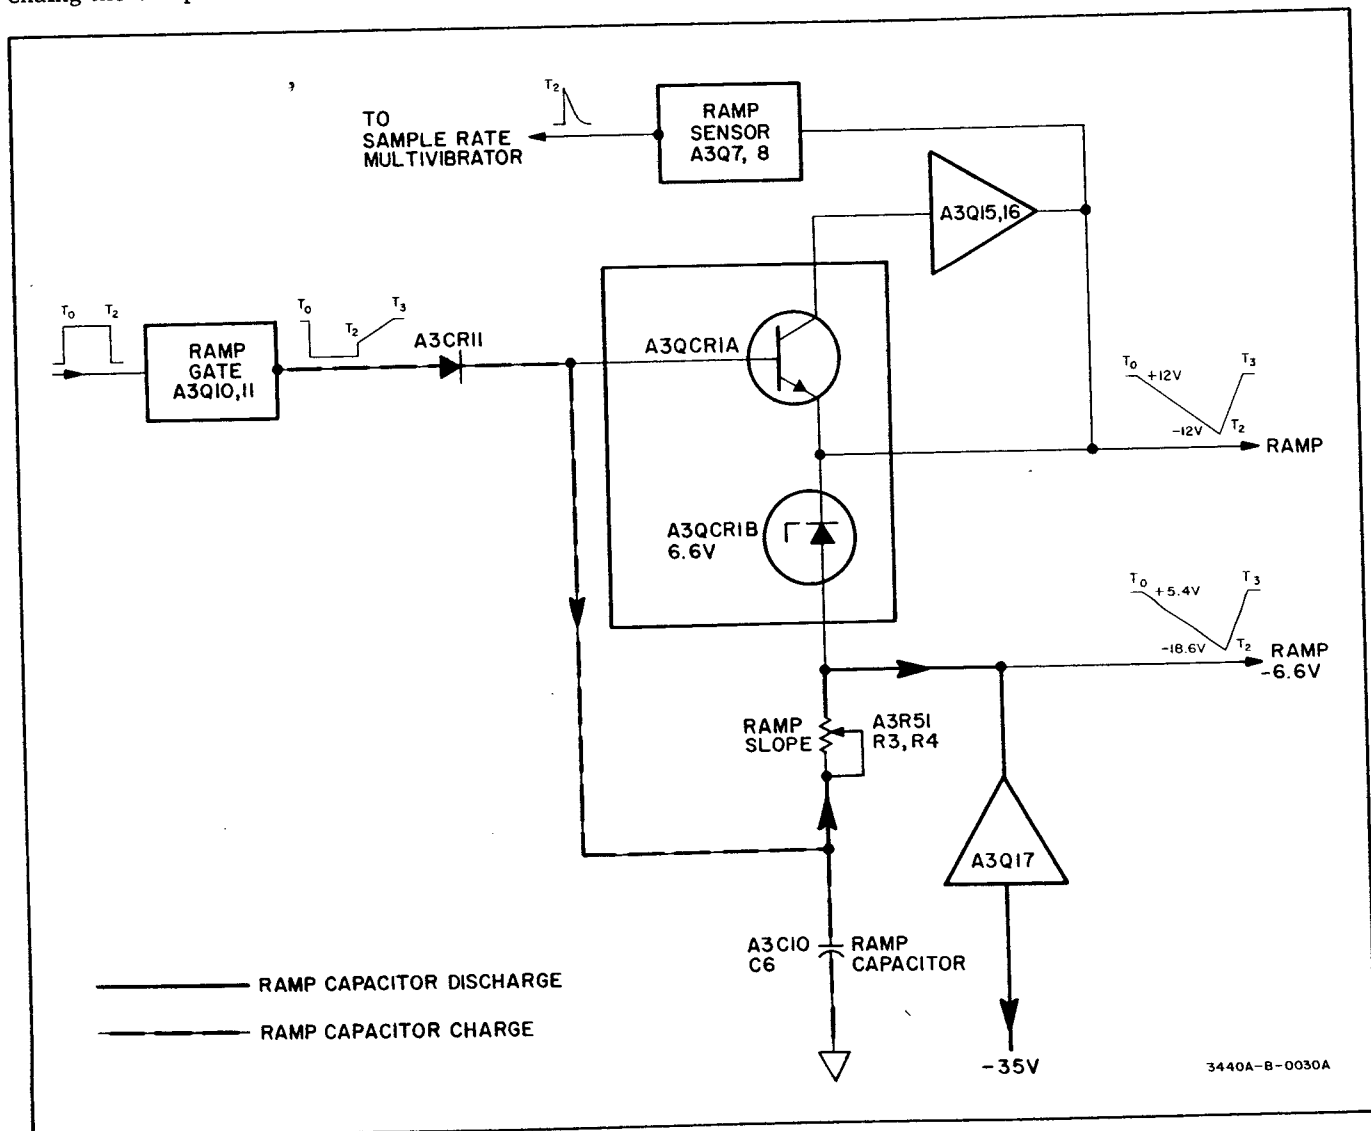 TO
SAMPLE RATE
MULTIVIBRATOR
T2
RAMP
SENSOR
A3Q7, 8
A3Q15,16
T0 T2
RAMP
GATE
A3Q10,11
T0 T2 T3
A3CR11
A3QCR1A
T0 +12V T3
-12V T2
RAMP
A3QCR1B
6.6V
T0 +5.4V T3
-18.6V T2
RAMP
-6.6V
RAMP
SLOPE
A3R51
R3, R4
A3Q17
A3C10
C6
RAMP
CAPACITOR
-35V
RAMP CAPACITOR DISCHARGE
RAMP CAPACITOR CHARGE
3440A-B-0030A